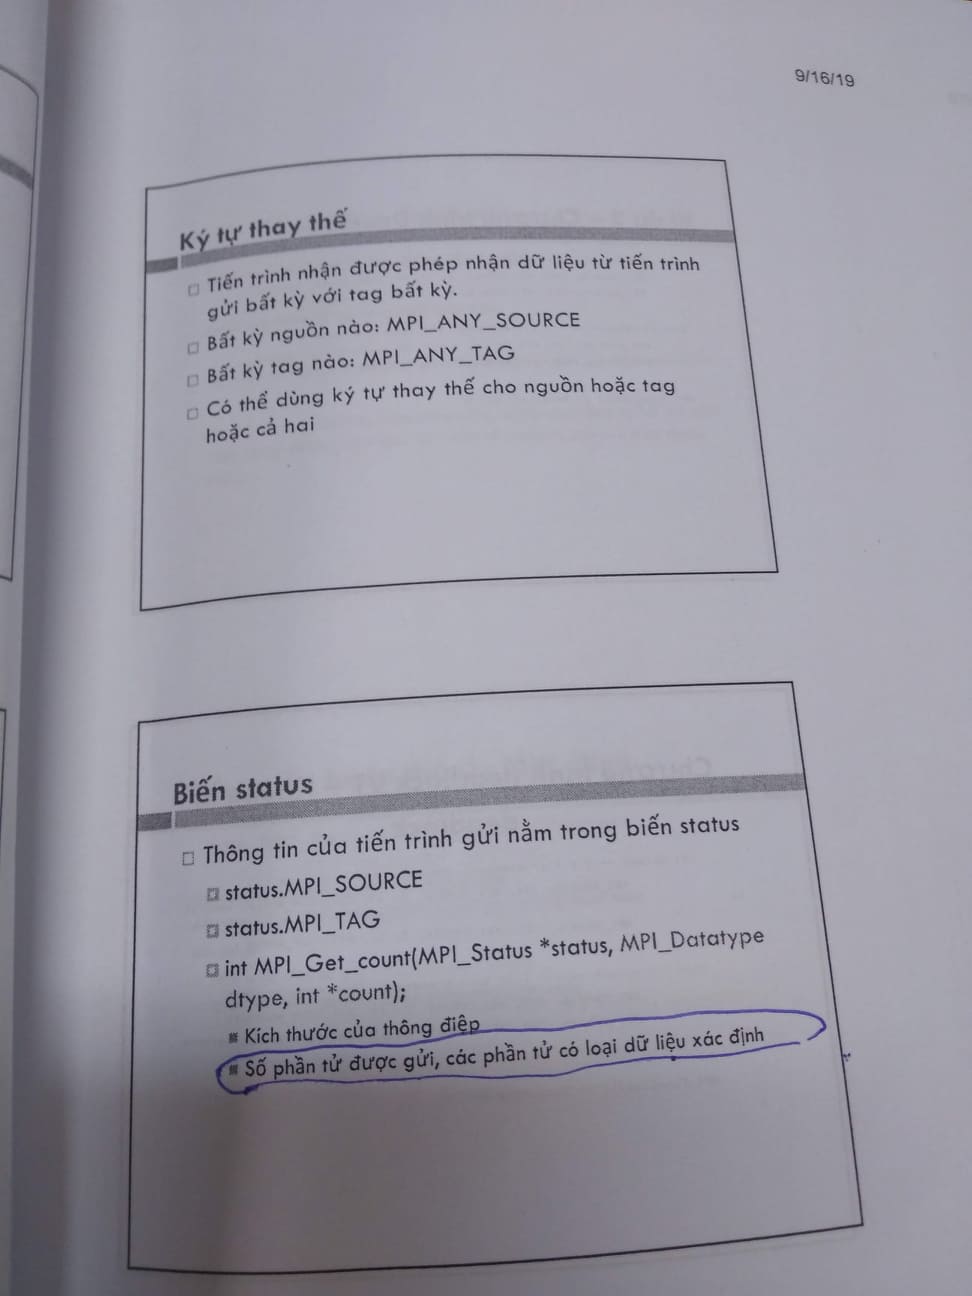 9/16/19
Ký tự thay thế
Tiến trình nhận được phép nhận dữ liệu từ tiến trình
gửi bất kỳ với tag bất kỳ.
Bất kỳ nguồn nào: MPI_ANY_SOURCE
Bất kỳ tag nào: MPI_ANY_TAG
Có thể dùng ký tự thay thế cho nguồn hoặc tag
hoặc cả hai
Biến status
Thông tin của tiến trình gửi nằm trong biến status
status.MPI_SOURCE
status.MPI_TAG
int MPI_Get_count(MPI_Status *status, MPI_Datatype
dtype, int *count);
Kích thước của thông điệp
Số phần tử được gửi, các phần tử có loại dữ liệu xác định